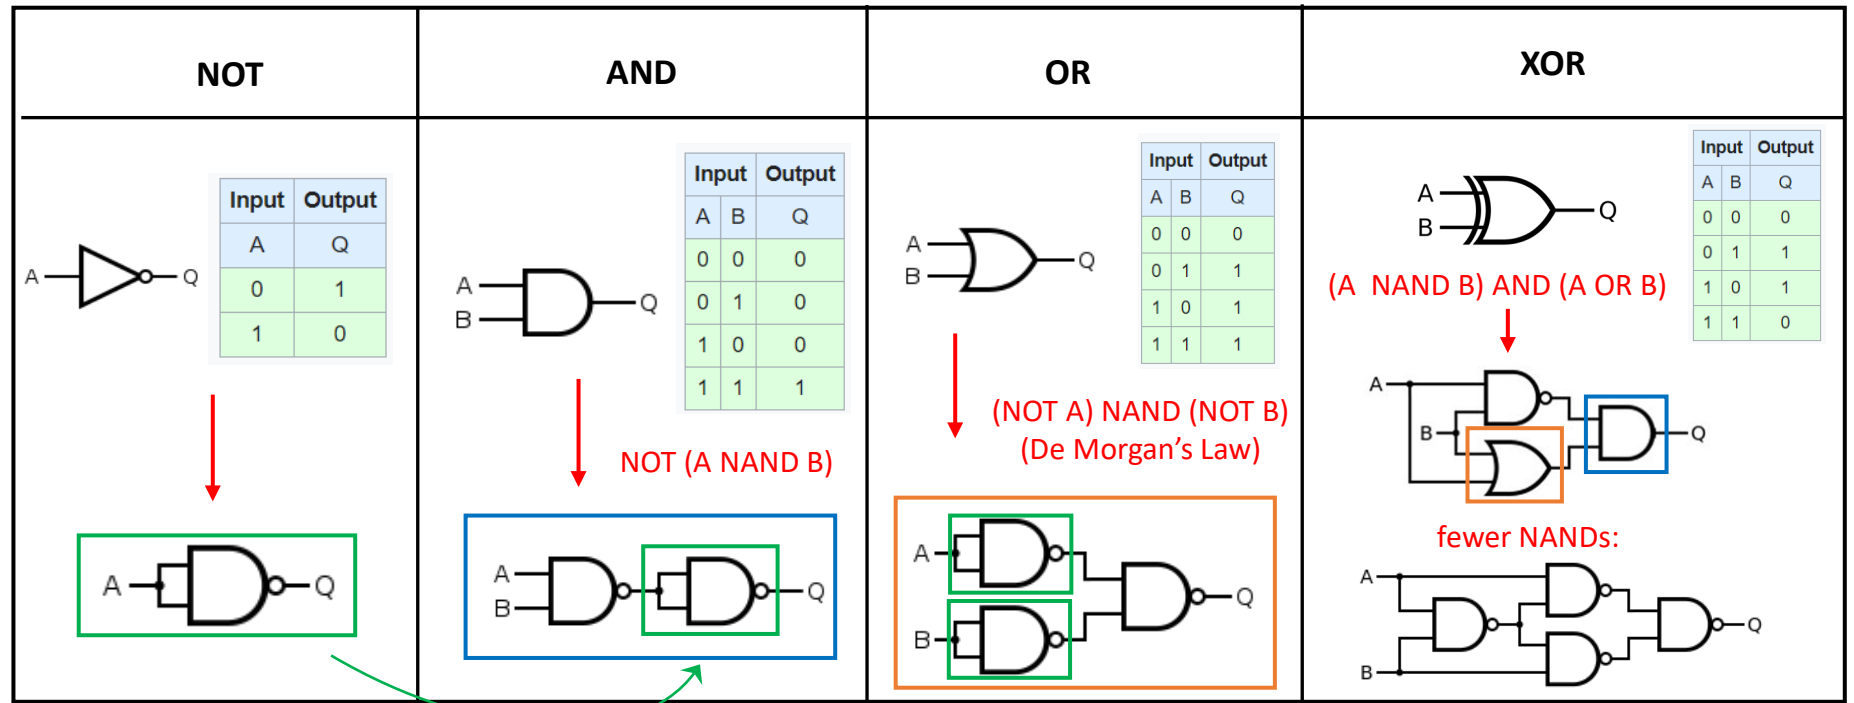 NOT
AND
OR
XOR
A
Q
Input Output
A Q
0 1
1 0
A Q
A
B
Q
Input Output
A B Q
0 0 0
0 1 0
1 0 0
1 1 1
NOT (A NAND B)
A
B
Q
A
B
Q
Input Output
A B Q
0 0 0
0 1 1
1 0 1
1 1 1
(NOT A) NAND (NOT B)
(De Morgan’s Law)
A
B
Q
A
B
Q
Input Output
A B Q
0 0 0
0 1 1
1 0 1
1 1 0
(A NAND B) AND (A OR B)
A
B
Q
fewer NANDs:
A
B
Q